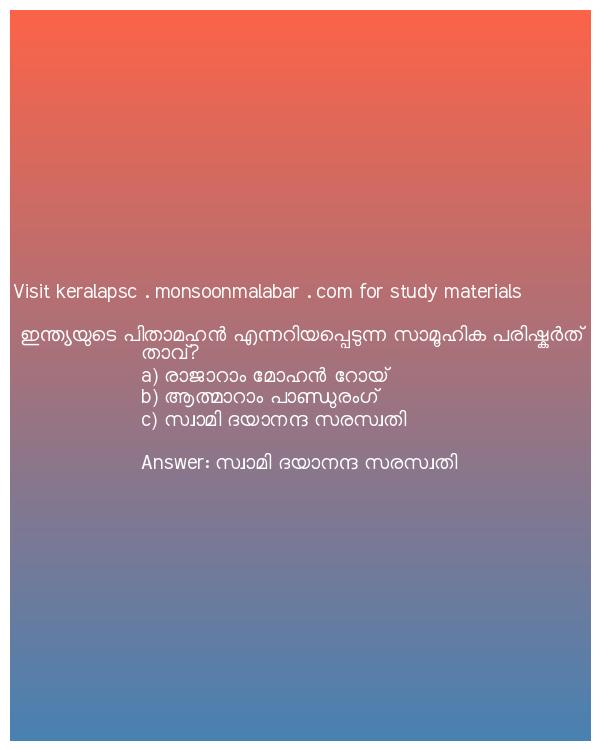 Visit keralapsc . monsoonmalabar . com for study materials
ഇന്ത്യയുടെ പിതാമഹൻ എന്നറിയപ്പെടുന്ന സാമൂഹിക പരിഷ്കർത്
താവ്?
a) രാജാറാം മോഹൻ റോയ്
b) ആത്മാറാം പാണ്ഡുരംഗ്
c) സ്വാമി ദയാനന്ദ സരസ്വതി
Answer: സ്വാമി ദയാനന്ദ സരസ്വതി